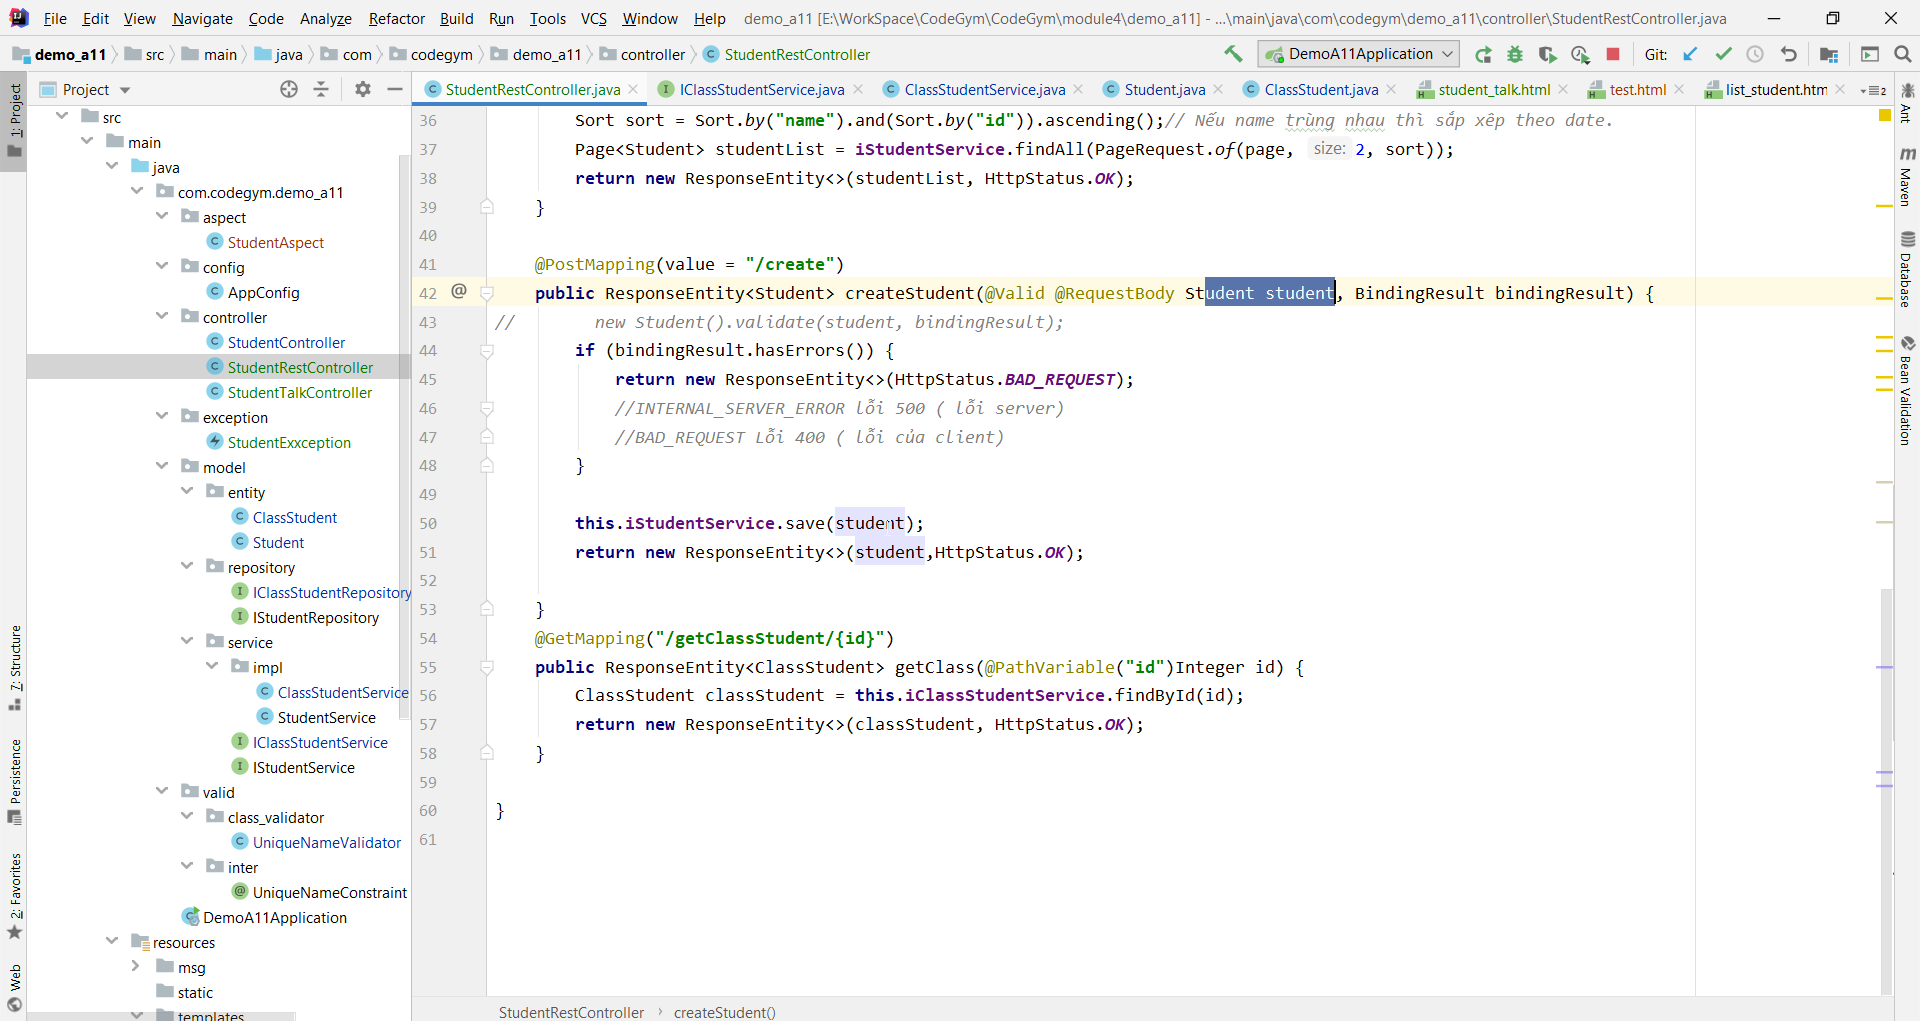 File Edit View Navigate Code Analyze Refactor Build Run Tools VCS Window Help demo_a11 [E:\WorkSpace\CodeGym\CodeGym\module4\demo_a11] - ...\main\java\com\codegym\demo_a11\controller\StudentRestController.java
demo_a11 src main java com codegym demo_a11 controller StudentRestController DemoA11Application Git:
Project
StudentRestController.java IClassStudentService.java ClassStudentService.java Student.java ClassStudent.java student_talk.html test.html list_student.htm 2
1: Project
7: Structure
Persistence
2: Favorites
Web
src
main
java
com.codegym.demo_a11
aspect
StudentAspect
config
AppConfig
controller
StudentController
StudentRestController
StudentTalkController
exception
StudentExxception
model
entity
ClassStudent
Student
repository
IClassStudentRepository
IStudentRepository
service
impl
ClassStudentService
StudentService
IClassStudentService
IStudentService
valid
class_validator
UniqueNameValidator
inter
UniqueNameConstraint
DemoA11Application
resources
msg
static
templates
36 Sort sort = Sort.by("name").and(Sort.by("id")).ascending();// Nếu name trùng nhau thì sắp xếp theo date.
37 Page<Student> studentList = iStudentService.findAll(PageRequest.of(page, size: 2, sort));
38 return new ResponseEntity<>(studentList, HttpStatus.OK);
39 }
40
41 @PostMapping(value = "/create")
42 @ public ResponseEntity<Student> createStudent(@Valid @RequestBody Student student, BindingResult bindingResult) {
43 // new Student().validate(student, bindingResult);
44 if (bindingResult.hasErrors()) {
45 return new ResponseEntity<>(HttpStatus.BAD_REQUEST);
46 //INTERNAL_SERVER_ERROR lỗi 500 ( lỗi server)
47 //BAD_REQUEST Lỗi 400 ( lỗi của client)
48 }
49
50 this.iStudentService.save(student);
51 return new ResponseEntity<>(student,HttpStatus.OK);
52
53 }
54 @GetMapping("/getClassStudent/{id}")
55 public ResponseEntity<ClassStudent> getClass(@PathVariable("id")Integer id) {
56 ClassStudent classStudent = this.iClassStudentService.findById(id);
57 return new ResponseEntity<>(classStudent, HttpStatus.OK);
58 }
59
60 }
61
StudentRestController › createStudent()
Ant
Maven
Database
Bean Validation